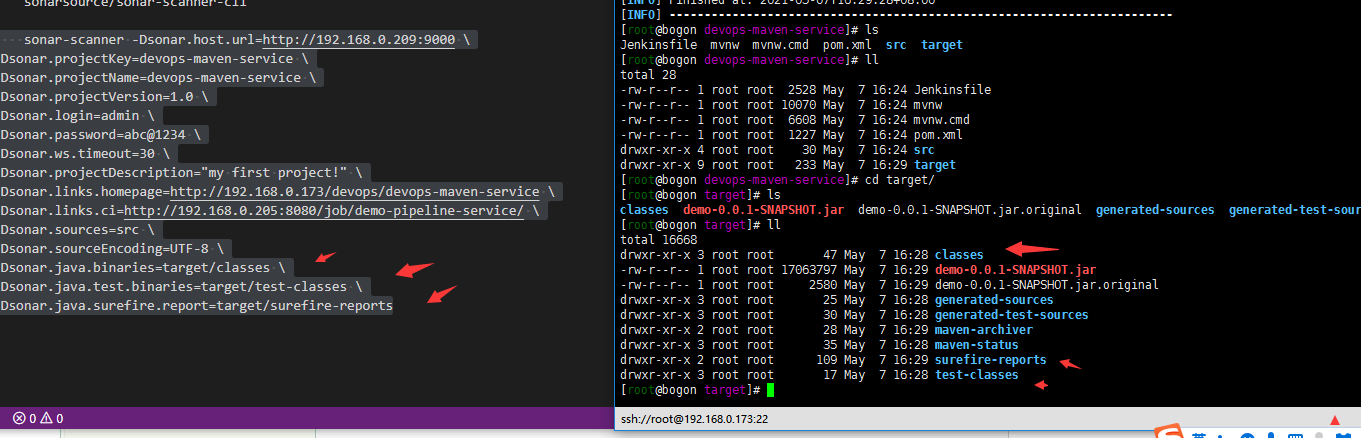 sonarsource/sonar-scanner-cli
sonar-scanner -Dsonar.host.url=http://192.168.0.209:9000 \
Dsonar.projectKey=devops-maven-service \
Dsonar.projectName=devops-maven-service \
Dsonar.projectVersion=1.0 \
Dsonar.login=admin \
Dsonar.password=abc@1234 \
Dsonar.ws.timeout=30 \
Dsonar.projectDescription="my first project!" \
Dsonar.links.homepage=http://192.168.0.173/devops/devops-maven-service \
Dsonar.links.ci=http://192.168.0.205:8080/job/demo-pipeline-service/ \
Dsonar.sources=src \
Dsonar.sourceEncoding=UTF-8 \
Dsonar.java.binaries=target/classes \
Dsonar.java.test.binaries=target/test-classes \
Dsonar.java.surefire.report=target/surefire-reports
0 0
[INFO] Finished at: 2021-05-07T16:29:28+08:00
[INFO] ------------------------------------------------------------------------
[root@bogon devops-maven-service]# ls
Jenkinsfile mvnw mvnw.cmd pom.xml src target
[root@bogon devops-maven-service]# ll
total 28
-rw-r--r-- 1 root root 2528 May 7 16:24 Jenkinsfile
-rw-r--r-- 1 root root 10070 May 7 16:24 mvnw
-rw-r--r-- 1 root root 6608 May 7 16:24 mvnw.cmd
-rw-r--r-- 1 root root 1227 May 7 16:24 pom.xml
drwxr-xr-x 4 root root 30 May 7 16:24 src
drwxr-xr-x 9 root root 233 May 7 16:29 target
[root@bogon devops-maven-service]# cd target/
[root@bogon target]# ls
classes demo-0.0.1-SNAPSHOT.jar demo-0.0.1-SNAPSHOT.jar.original generated-sources generated-test-sour
[root@bogon target]# ll
total 16668
drwxr-xr-x 3 root root 47 May 7 16:28 classes
-rw-r--r-- 1 root root 17063797 May 7 16:29 demo-0.0.1-SNAPSHOT.jar
-rw-r--r-- 1 root root 2580 May 7 16:29 demo-0.0.1-SNAPSHOT.jar.original
drwxr-xr-x 3 root root 25 May 7 16:28 generated-sources
drwxr-xr-x 3 root root 30 May 7 16:28 generated-test-sources
drwxr-xr-x 2 root root 28 May 7 16:29 maven-archiver
drwxr-xr-x 3 root root 35 May 7 16:28 maven-status
drwxr-xr-x 2 root root 109 May 7 16:29 surefire-reports
drwxr-xr-x 3 root root 17 May 7 16:28 test-classes
[root@bogon target]#
ssh://root@192.168.0.173:22